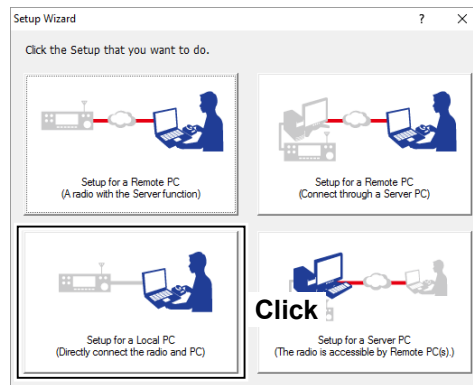 Setup Wizard
?
Click the Setup that you want to do.
Setup for a Remote PC
(A radio with the Server function)
Setup for a Remote PC
(Connect through a Server PC)
Click
Setup for a Local PC
(Directly connect the radio and PC)
Setup for a Server PC
(The radio is accessible by Remote PC(s).)